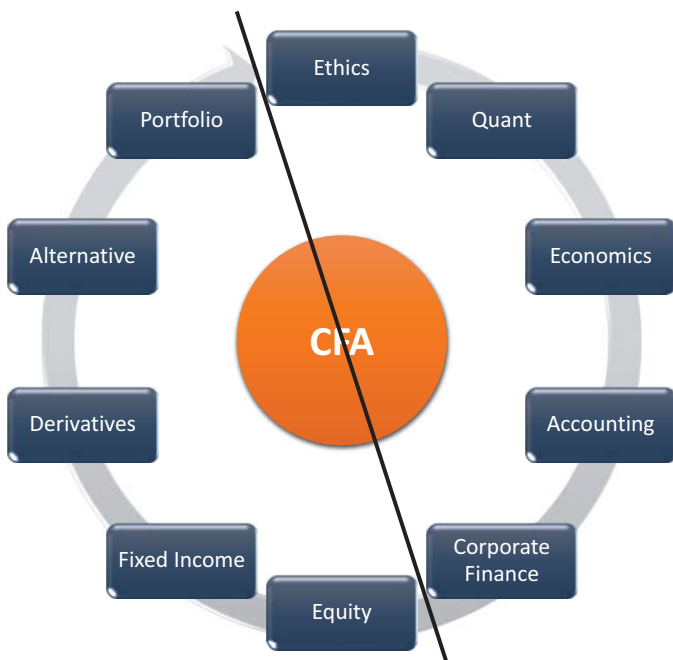 Ethics
Quant
Economics
Accounting
Corporate
Finance
Equity
Fixed Income
Derivatives
Alternative
Portfolio
CFA